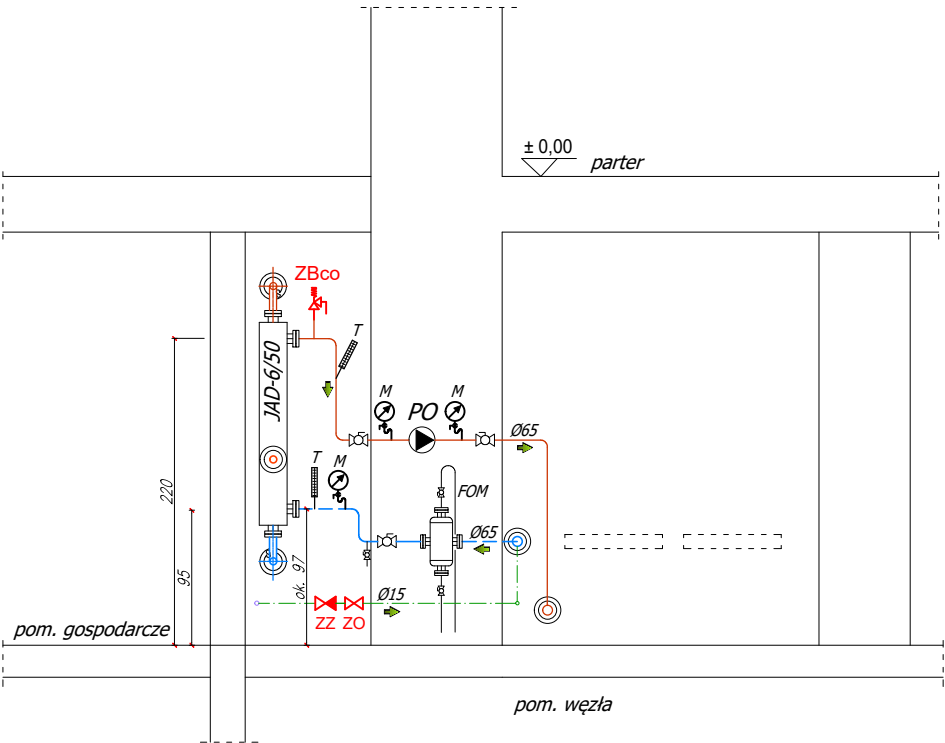 ± 0,00
parter
ZBco
T
JAD-6/50
M
PO
M
Ø65
T
M
FOM
220
Ø65
95
ok. 97
Ø15
ZZ ZO
pom. gospodarcze
pom. węzła